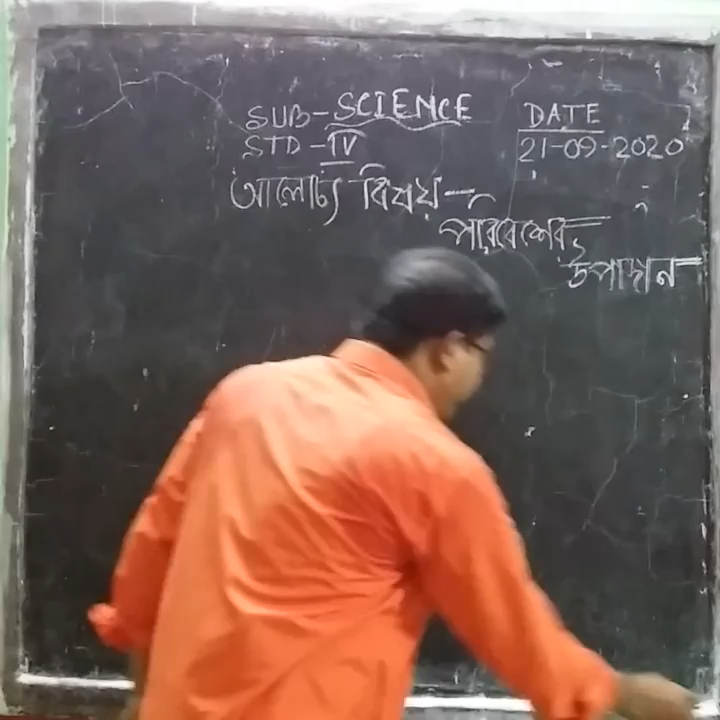 SUB-SCIENCE
DATE
STD-IV
21-09-2020
আলোচ্য বিষয়-
পরিবেশের
উপাদান